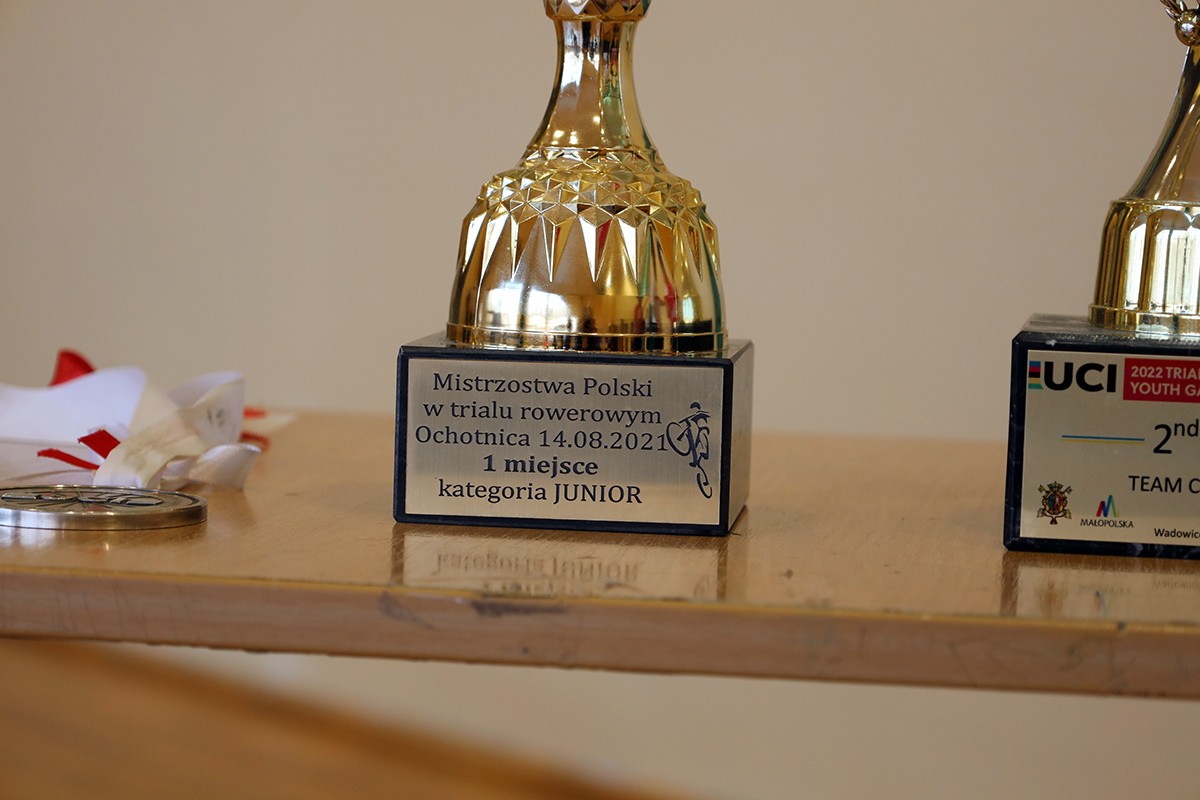 Mistrzostwa Polski
w trialu rowerowym
Ochotnica 14.08.2021
1 miejsce
kategoria JUNIOR
UCI
2022 TRIA
YOUTH GA
2nd
TEAM C
MAŁOPOLSKA
Wadowic